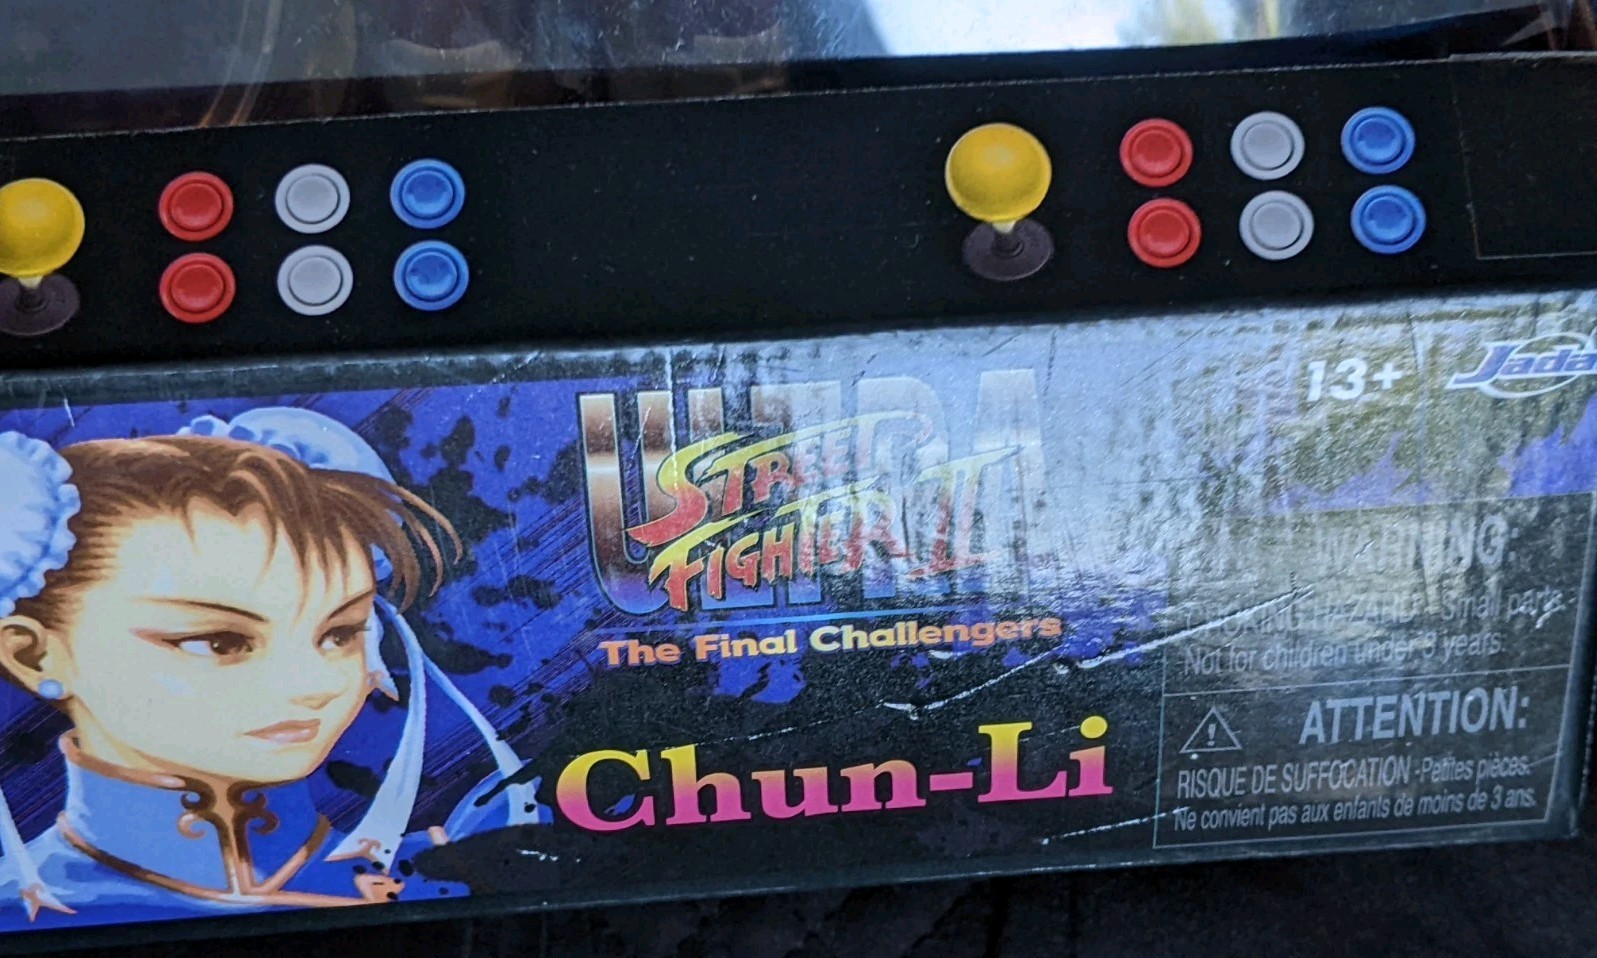 13+
Jada
ULTRA
STREET
FIGHTER II
The Final Challengers
Chun-Li
WARNING:
CHOKING HAZARD - Small parts.
Not for children under 3 years.
ATTENTION:
RISQUE DE SUFFOCATION -Petites pièces.
Ne convient pas aux enfants de moins de 3 ans.